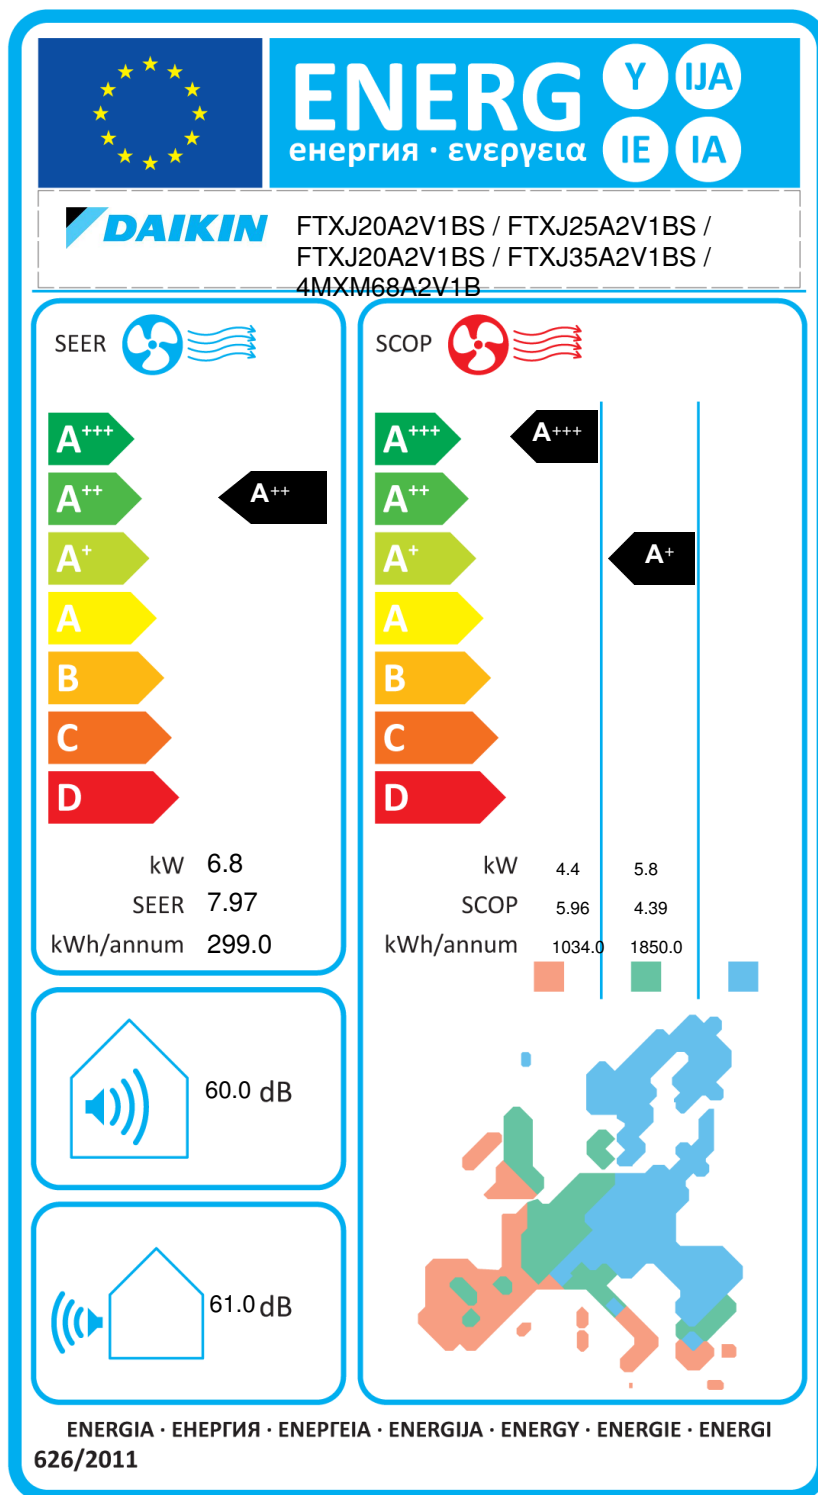 ENERG
енергия · ενεργεια
Y
IJA
IE
IA
DAIKIN
FTXJ20A2V1BS / FTXJ25A2V1BS /
FTXJ20A2V1BS / FTXJ35A2V1BS /
4MXM68A2V1B
SEER
A+++
A++
A++
A+
A
B
C
D
kW 6.8
SEER 7.97
kWh/annum 299.0
SCOP
A+++
A+++
A++
A+
A+
A
B
C
D
kW 4.4 5.8
SCOP 5.96 4.39
kWh/annum 1034.0 1850.0
60.0 dB
61.0 dB
ENERGIA · ЕНЕРГИЯ · ΕΝΕΡΓΕΙΑ · ENERGIJA · ENERGY · ENERGIE · ENERGI
626/2011